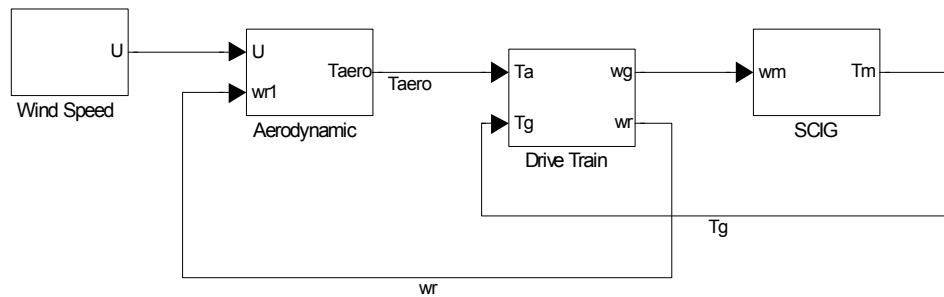 U
Wind Speed
U
wr1
Taero
Aerodynamic
Taero
Ta
Tg
wg
wr
Drive Train
wm
Tm
SCIG
Tg
wr